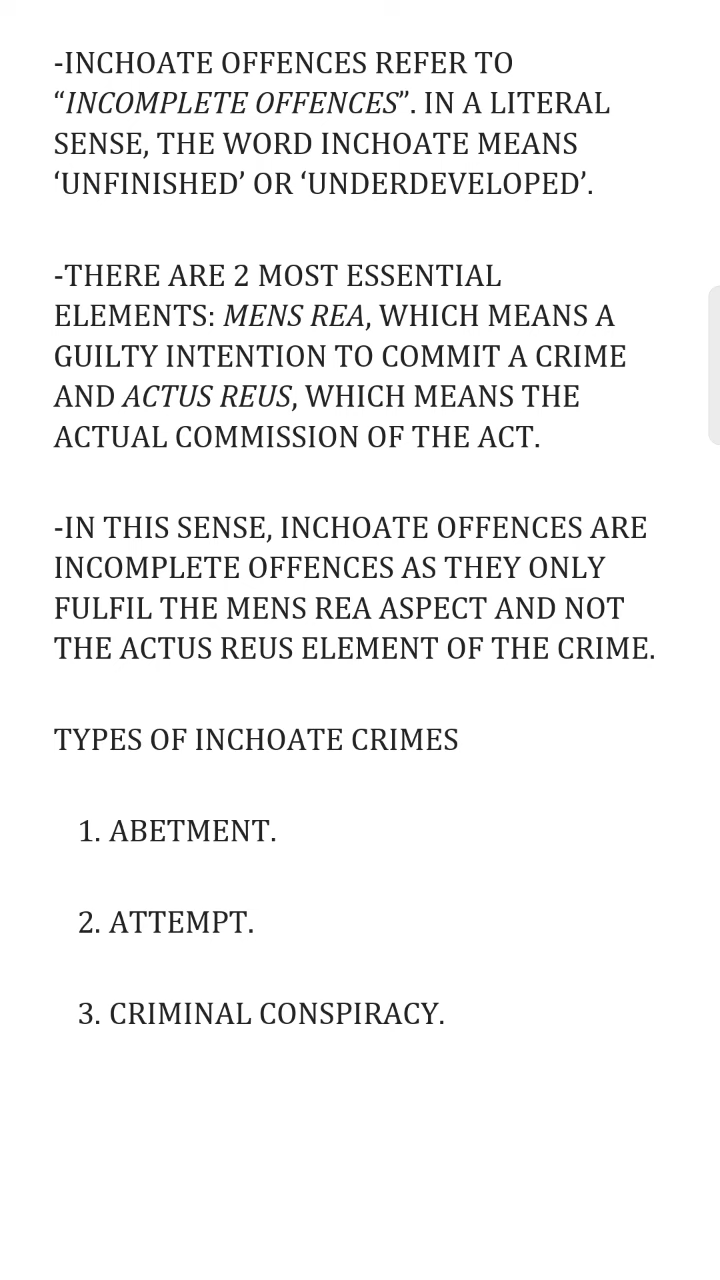 -INCHOATE OFFENCES REFER TO
“INCOMPLETE OFFENCES”. IN A LITERAL
SENSE, THE WORD INCHOATE MEANS
‘UNFINISHED’ OR ‘UNDERDEVELOPED’.
-THERE ARE 2 MOST ESSENTIAL
ELEMENTS: MENS REA, WHICH MEANS A
GUILTY INTENTION TO COMMIT A CRIME
AND ACTUS REUS, WHICH MEANS THE
ACTUAL COMMISSION OF THE ACT.
-IN THIS SENSE, INCHOATE OFFENCES ARE
INCOMPLETE OFFENCES AS THEY ONLY
FULFIL THE MENS REA ASPECT AND NOT
THE ACTUS REUS ELEMENT OF THE CRIME.
TYPES OF INCHOATE CRIMES
1. ABETMENT.
2. ATTEMPT.
3. CRIMINAL CONSPIRACY.